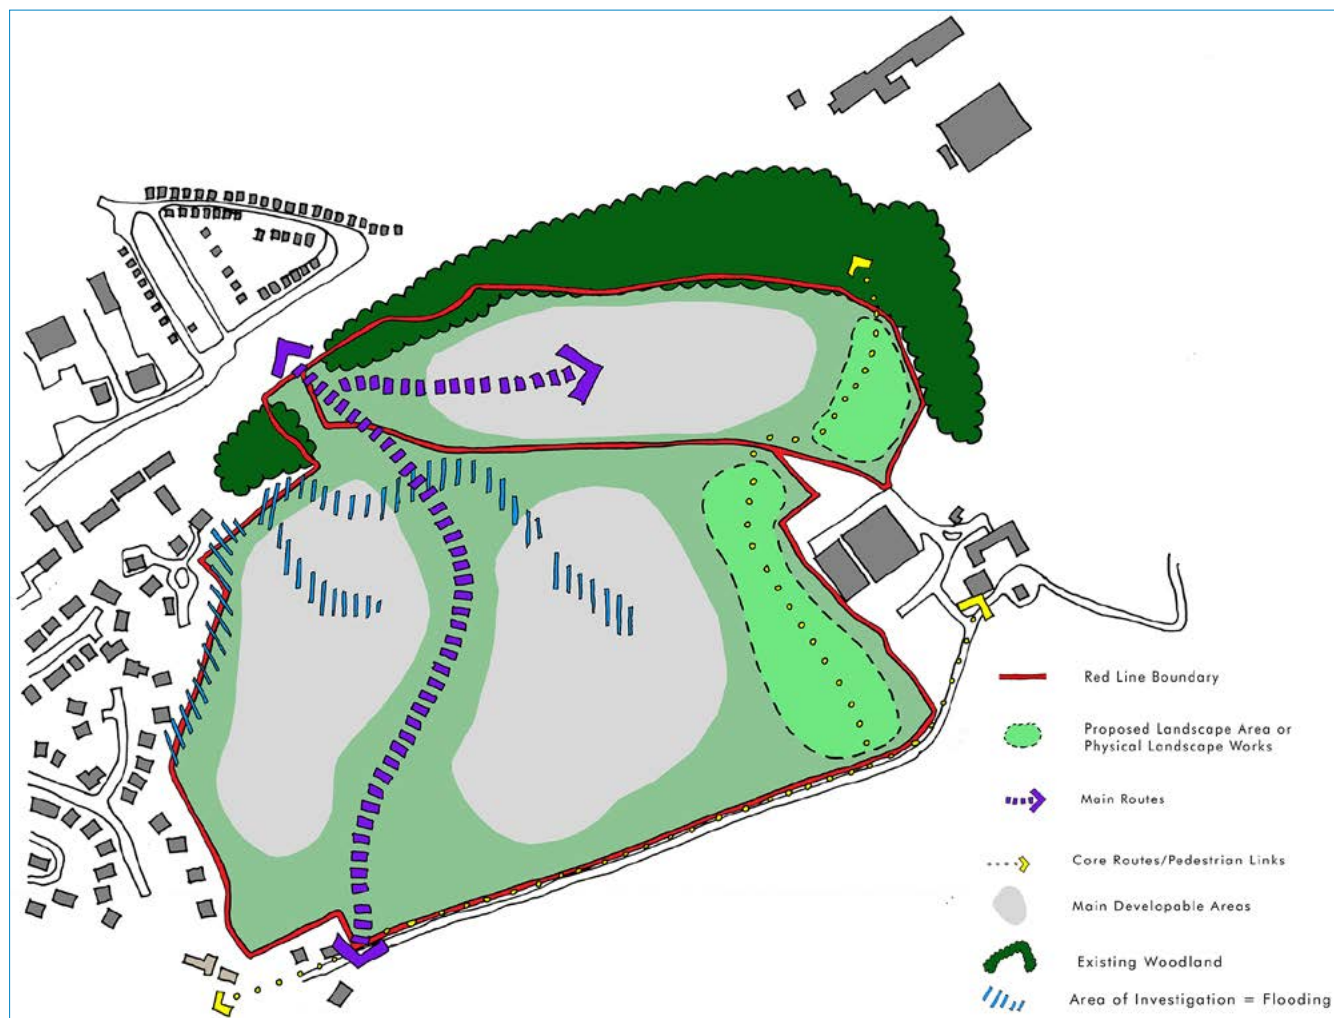 Red Line Boundary
Proposed Landscape Area or
Physical Landscape Works
Main Routes
Core Routes/Pedestrian Links
Main Developable Areas
Existing Woodland
Area of Investigation = Flooding